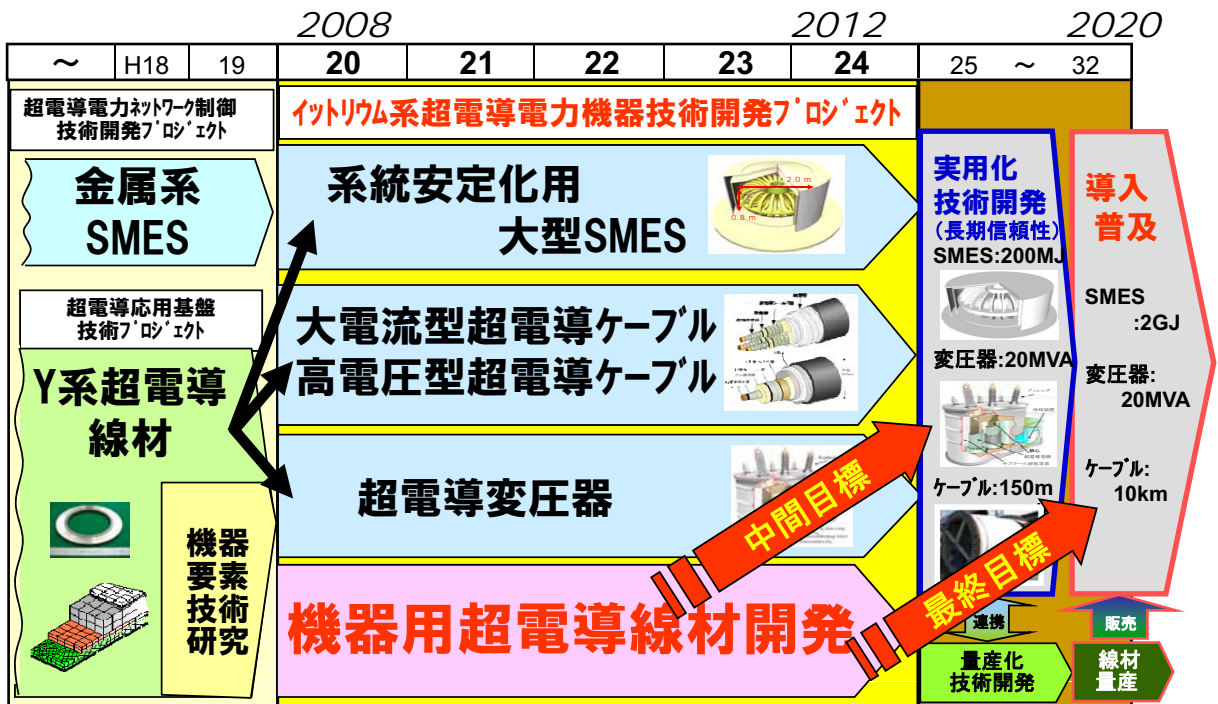 2008
2012
2020
～
H18
19
20
21
22
23
24
25 ～ 32
超電導電力ネットワーク制御
技術開発プロジェクト
イットリウム系超電導電力機器技術開発プロジェクト
金属系
SMES
系統安定化用
大型SMES
2.0 m
0.8 m
超電導応用基盤
技術プロジェクト
Y系超電導
線材
機器
要素
技術
研究
大電流型超電導ケーブル
高電圧型超電導ケーブル
超電導変圧器
機器用超電導線材開発
中間目標
最終目標
実用化
技術開発
(長期信頼性)
SMES:200MJ
変圧器:20MVA
ケーブル:150m
導入
普及
SMES
:2GJ
変圧器:
20MVA
ケーブル:
10km
連携
販売
量産化
技術開発
線材
量産